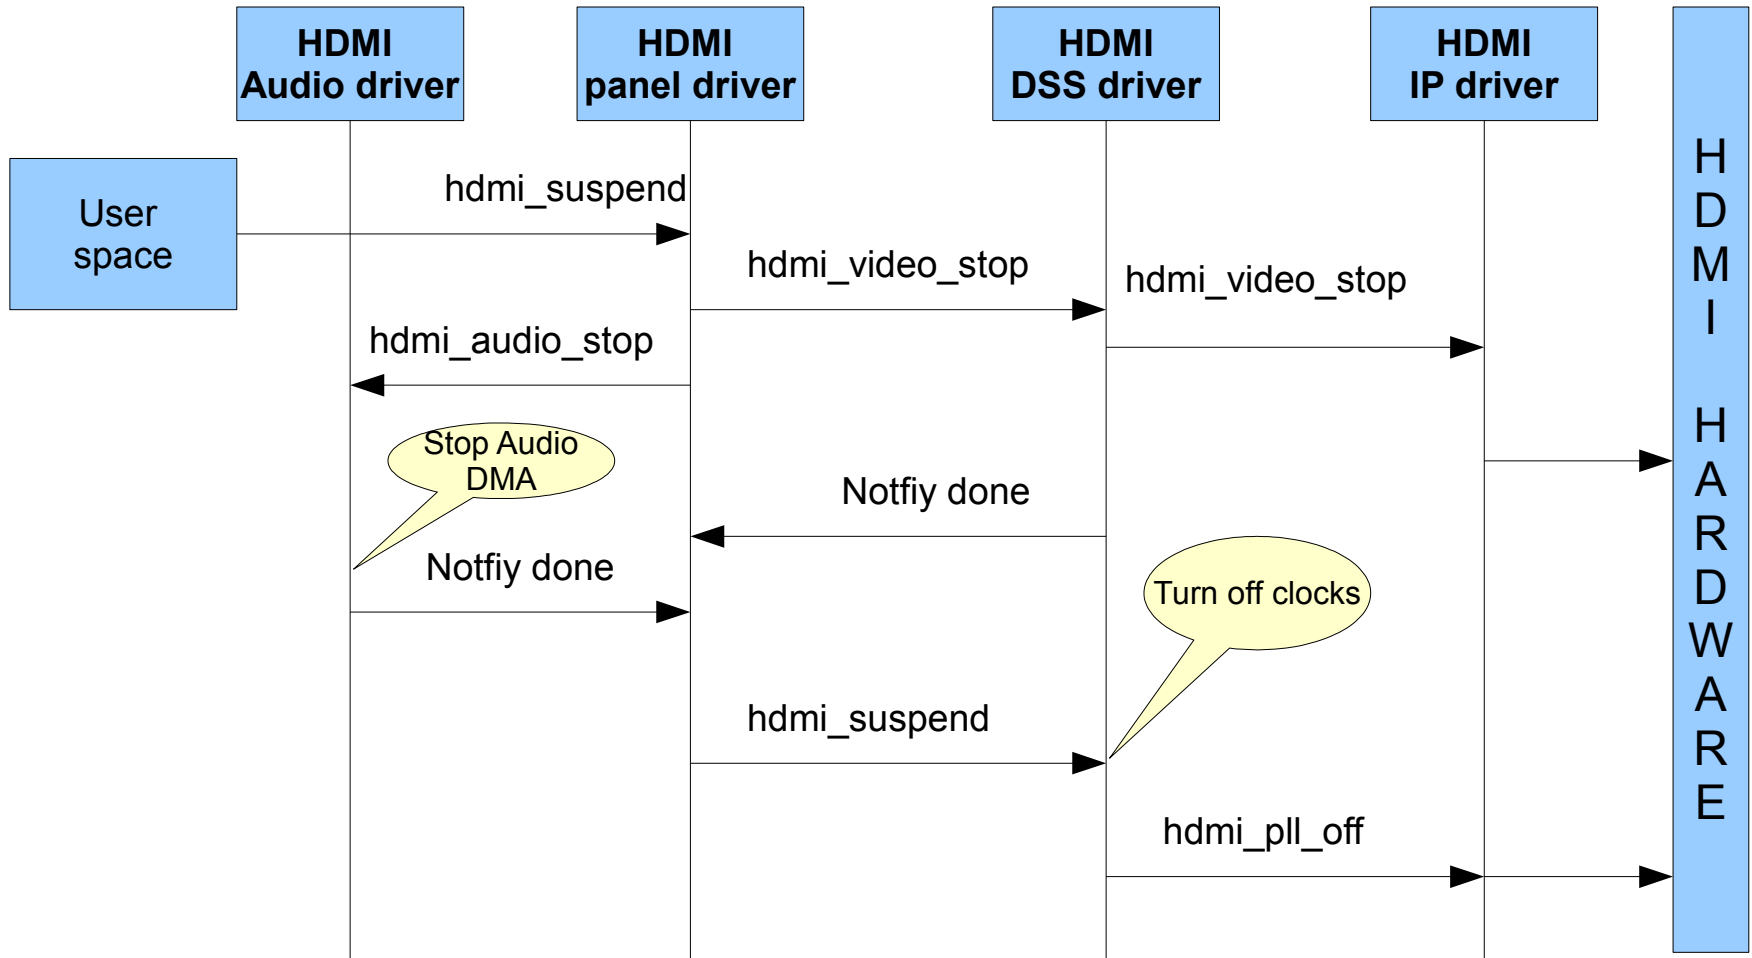 HDMI
Audio driver
HDMI
panel driver
HDMI
DSS driver
HDMI
IP driver
User
space
hdmi_suspend
hdmi_video_stop
hdmi_video_stop
hdmi_audio_stop
Stop Audio
DMA
Notfiy done
Notfiy done
Turn off clocks
hdmi_suspend
hdmi_pll_off
H
D
M
I
H
A
R
D
W
A
R
E